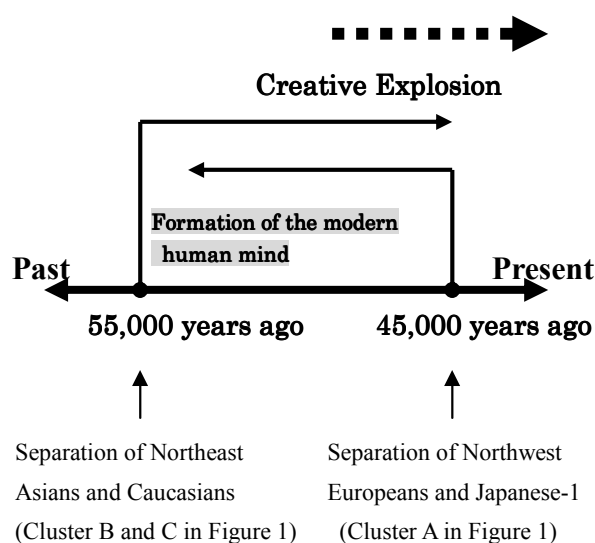 Creative Explosion
Formation of the modern
human mind
Past
Present
55,000 years ago
45,000 years ago
Separation of Northeast
Asians and Caucasians
(Cluster B and C in Figure 1)
Separation of Northwest
Europeans and Japanese-1
(Cluster A in Figure 1)